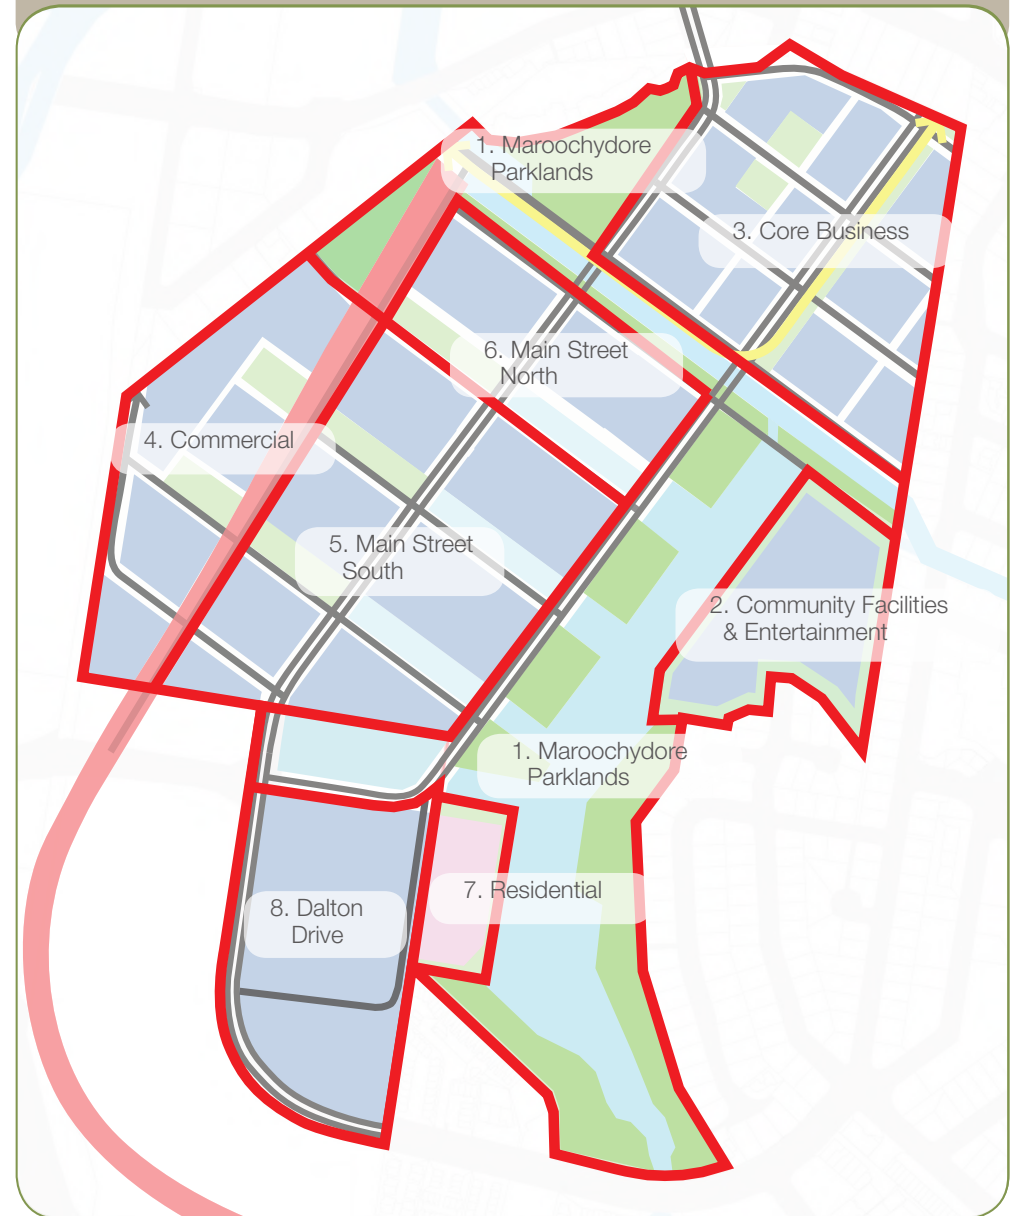 1. Maroochydore
Parklands
3. Core Business
6. Main Street
North
4. Commercial
5. Main Street
South
2. Community Facilities
& Entertainment
1. Maroochydore
Parklands
7. Residential
8. Dalton
Drive